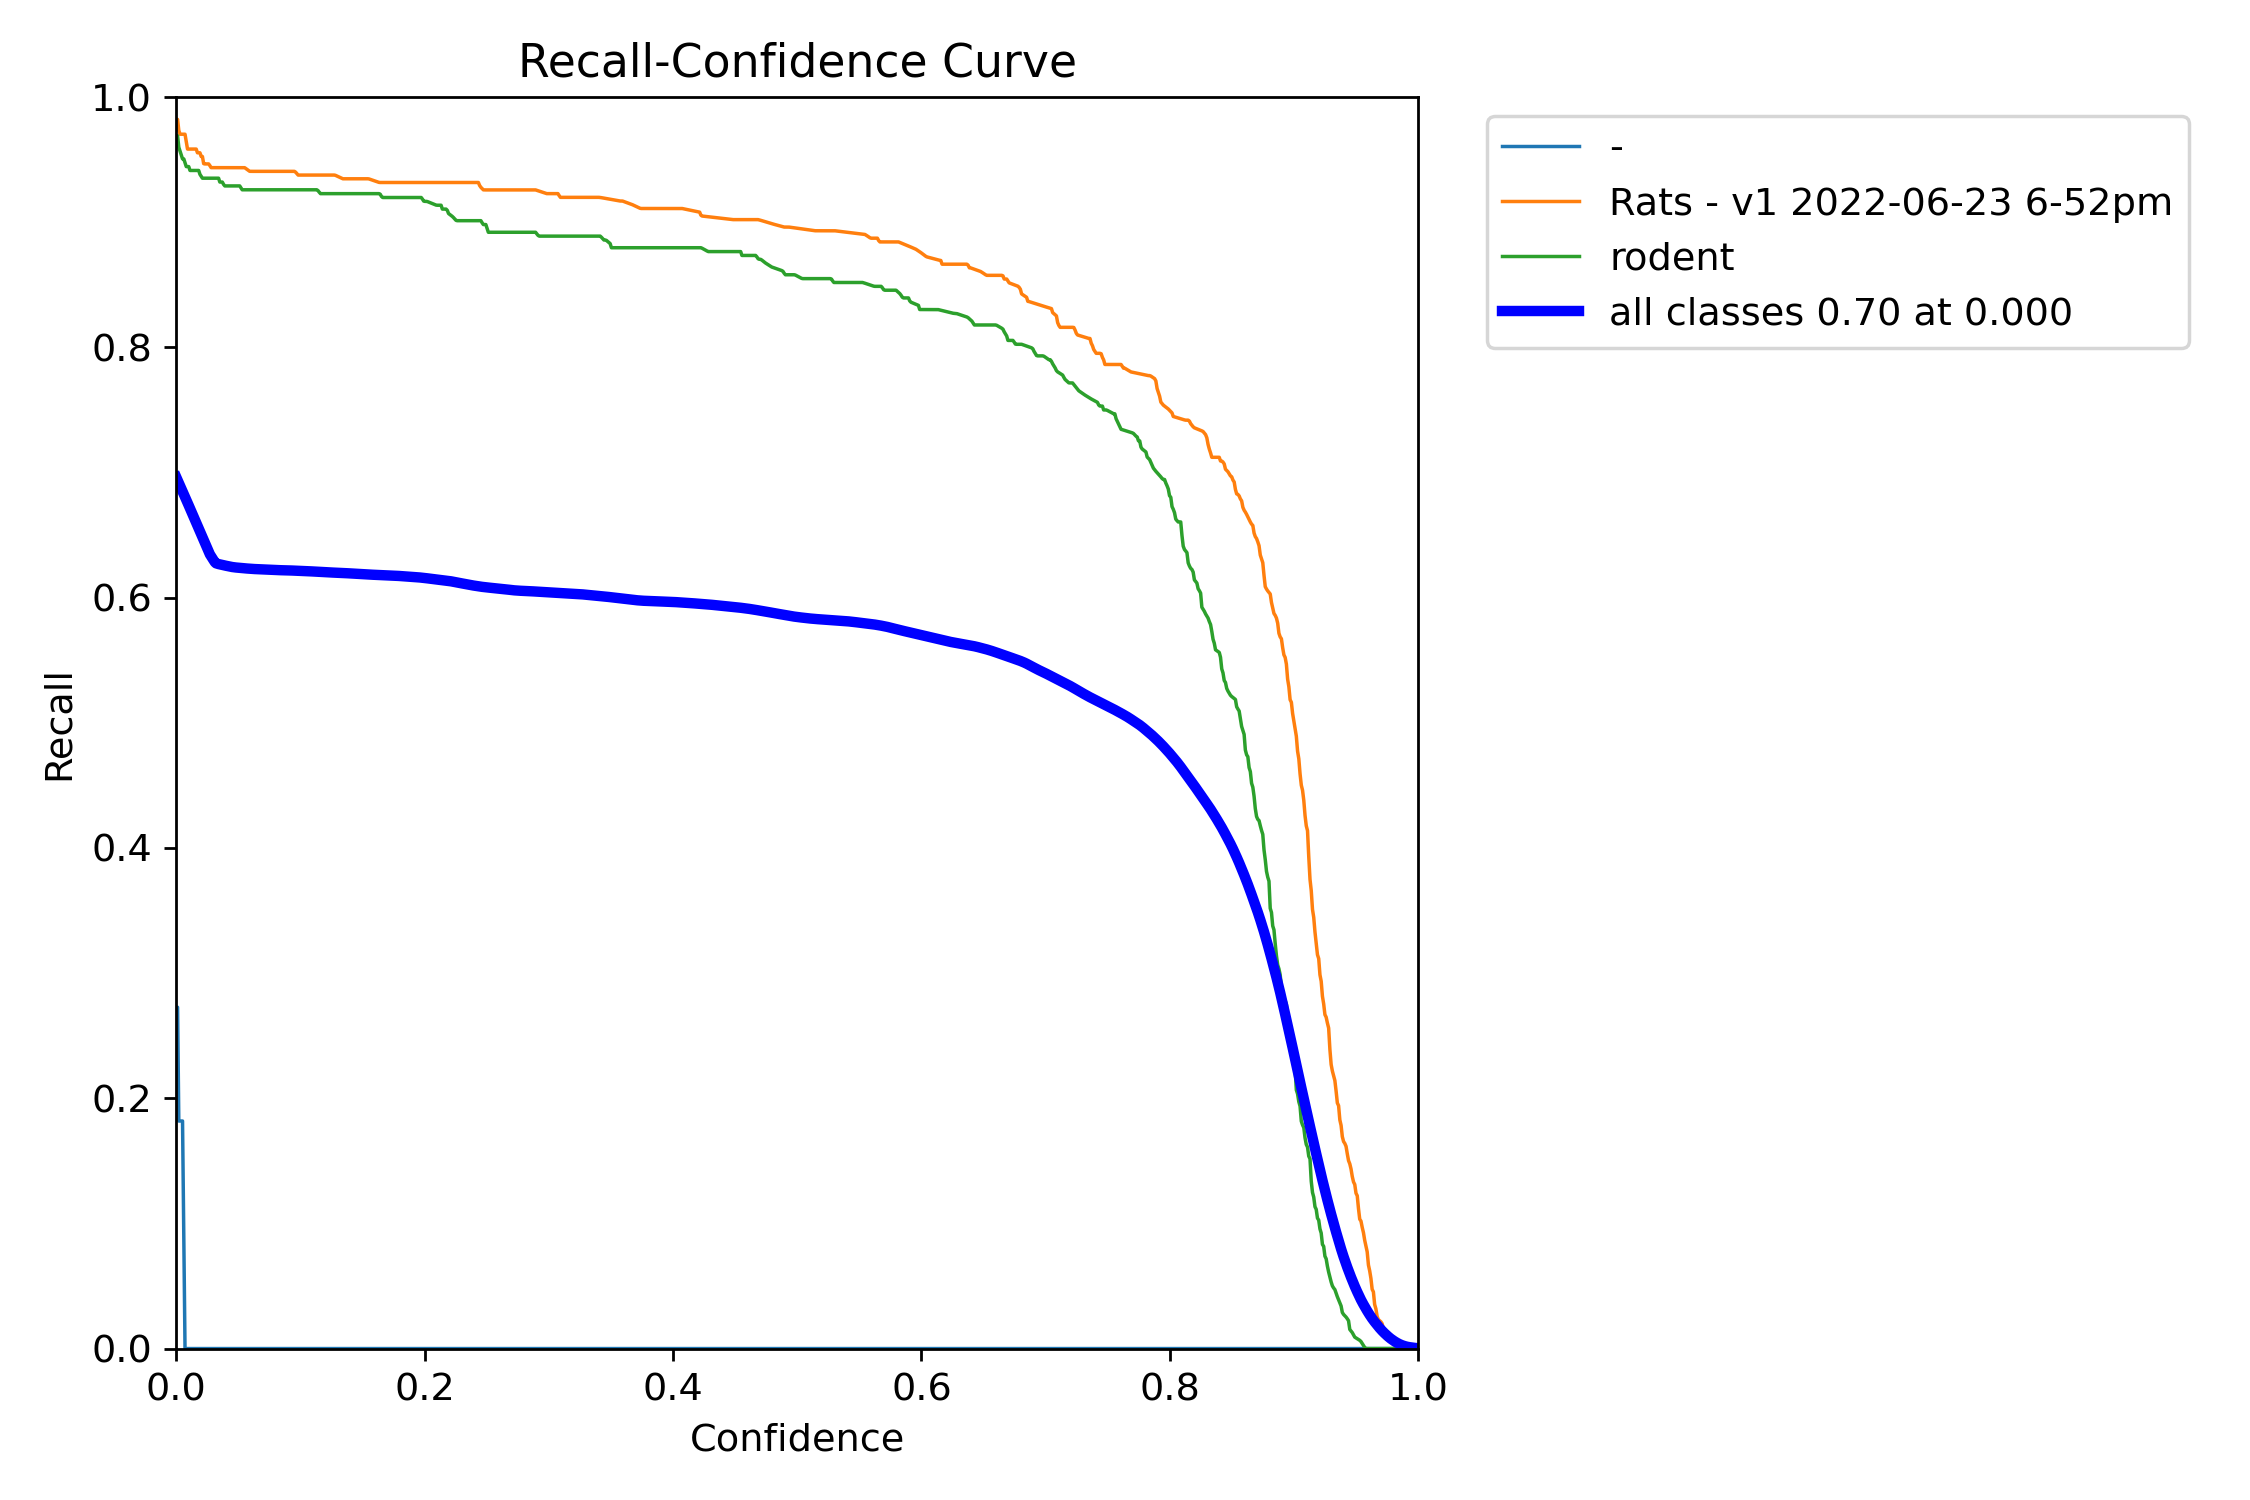 Recall-Confidence Curve
1.0
0.8
0.6
0.4
0.2
0.0
Recall
0.0 0.2 0.4 0.6 0.8 1.0
Confidence
-
Rats - v1 2022-06-23 6-52pm
rodent
all classes 0.70 at 0.000